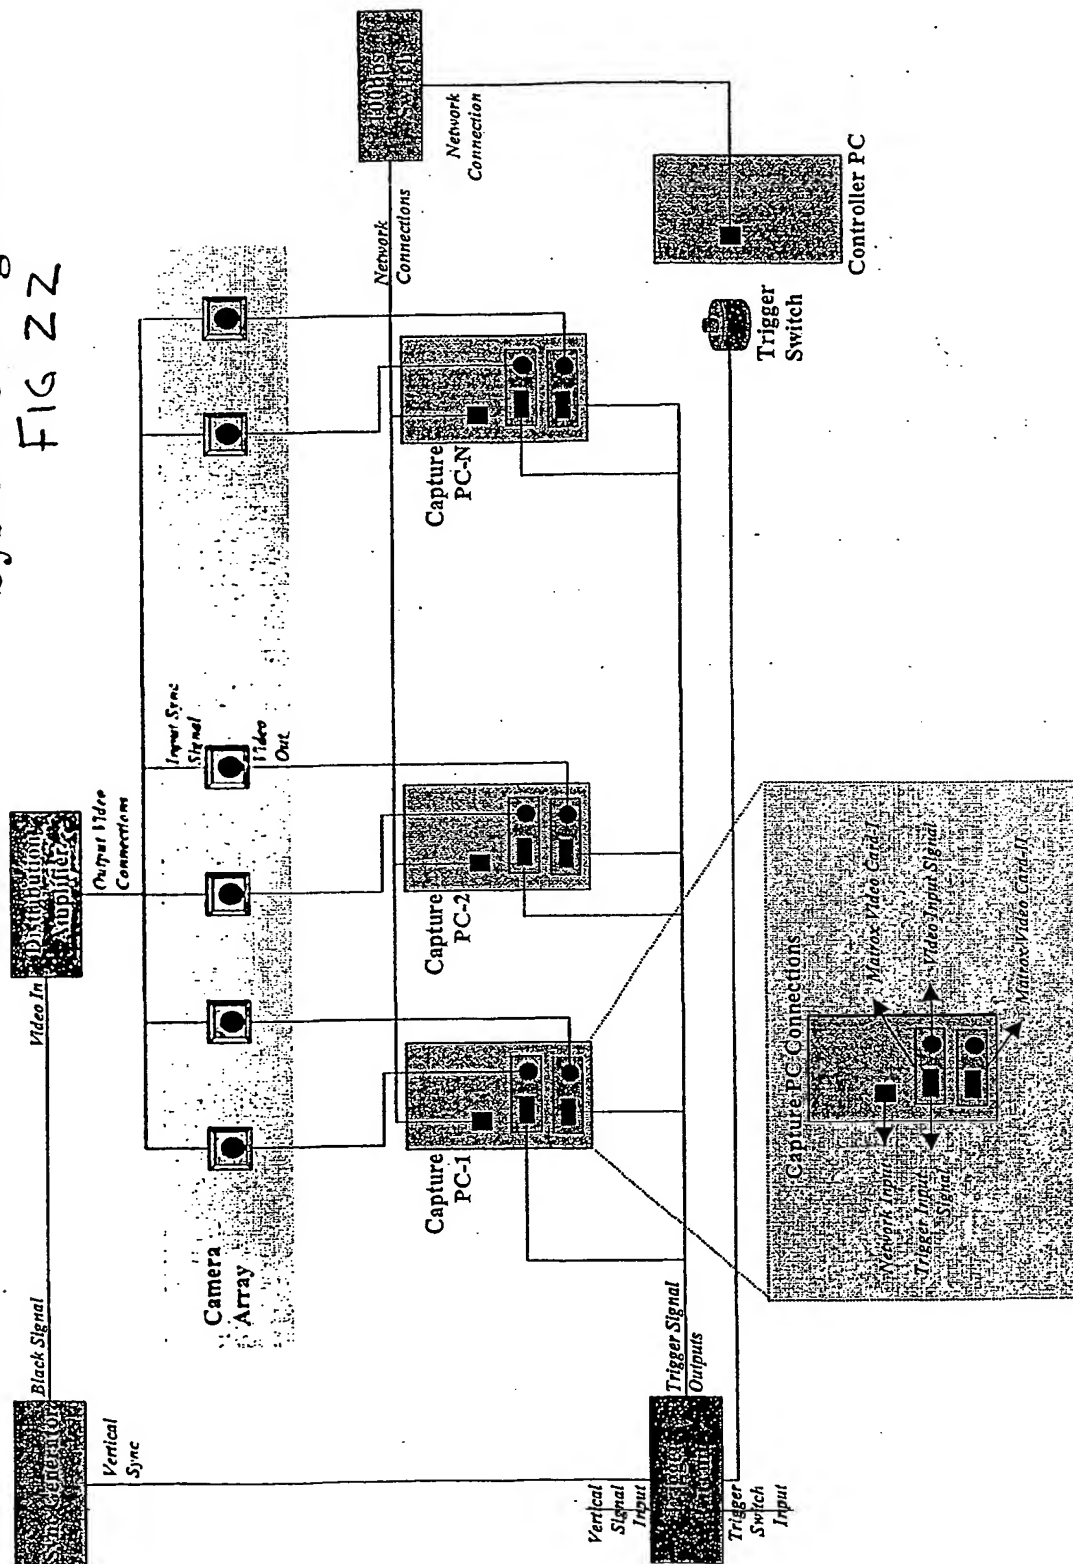 FIG 22
Sync Generator
Black Signal
Video In
Distribution
Amplifier
Output Video
Connections
Vertical
Sync
Camera
Array
Input Sync
Signal
Video
Out
Network
Connections
Switch
Network
Connection
Capture
PC-1
Capture
PC-2
Capture
PC-N
Controller PC
Trigger
Switch
Vertical
Signal
Input
Trigger
Switch
Input
Trigger Signal
Outputs
Capture PC Connections
Network Input
Trigger Input
Signal
Matrox Video Card-I
Video Input Signal
Matrox Video Card-II